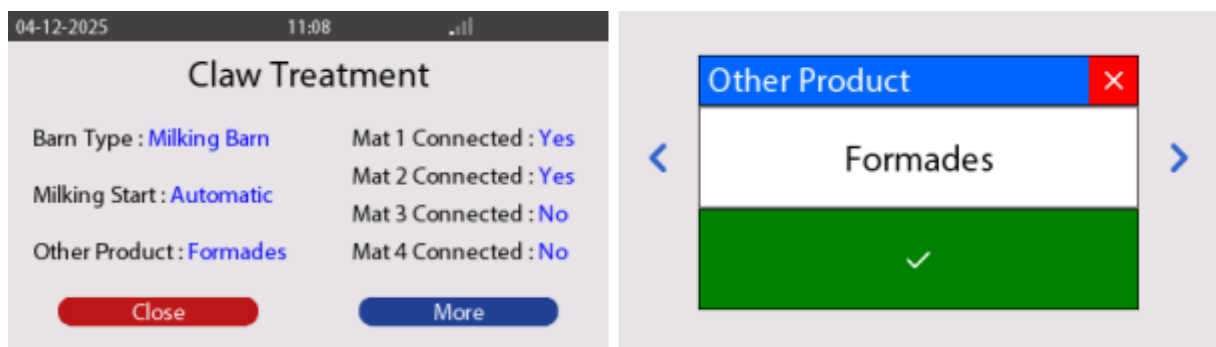 04-12-2025 11:08
Claw Treatment
Barn Type : Milking Barn
Milking Start : Automatic
Other Product : Formades
Mat 1 Connected : Yes
Mat 2 Connected : Yes
Mat 3 Connected : No
Mat 4 Connected : No
Close
More
Other Product
Formades